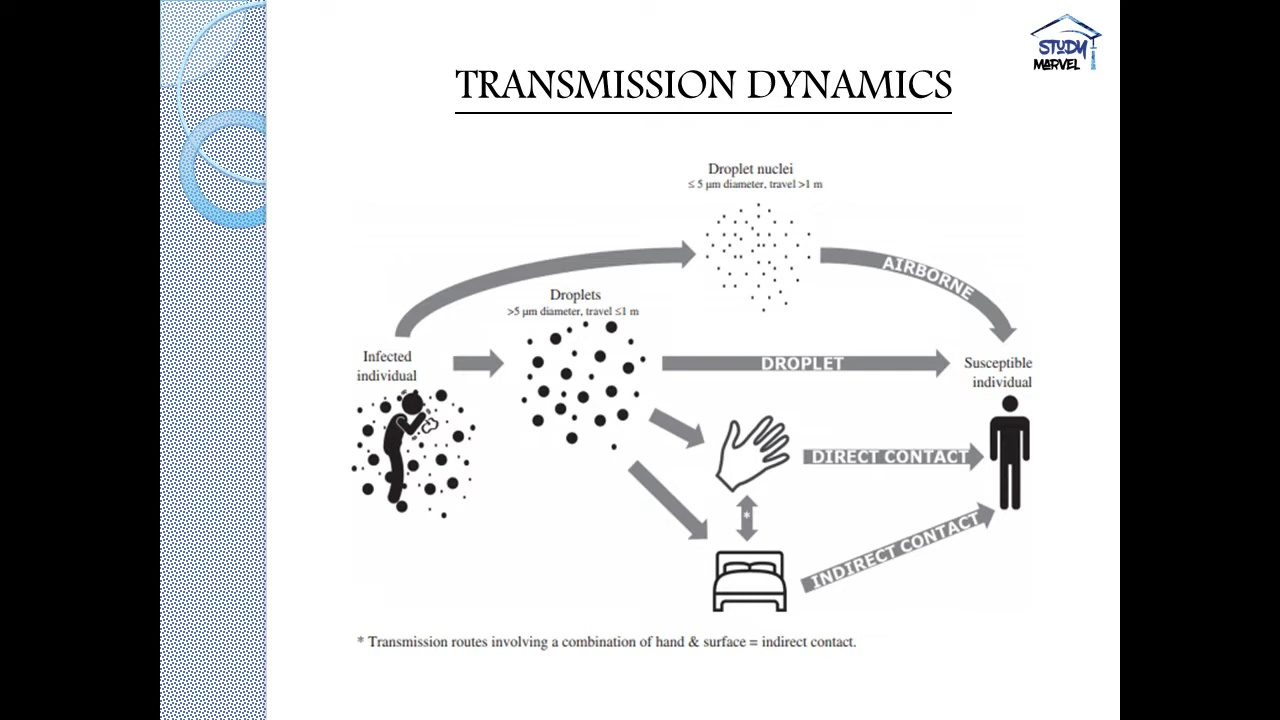 STUDY
MARVEL
TRANSMISSION DYNAMICS
Droplet nuclei
≤ 5 μm diameter, travel >1 m
AIRBORNE
Droplets
>5 μm diameter, travel ≤1 m
Infected
individual
DROPLET
Susceptible
individual
DIRECT CONTACT
*
INDIRECT CONTACT
* Transmission routes involving a combination of hand & surface = indirect contact.